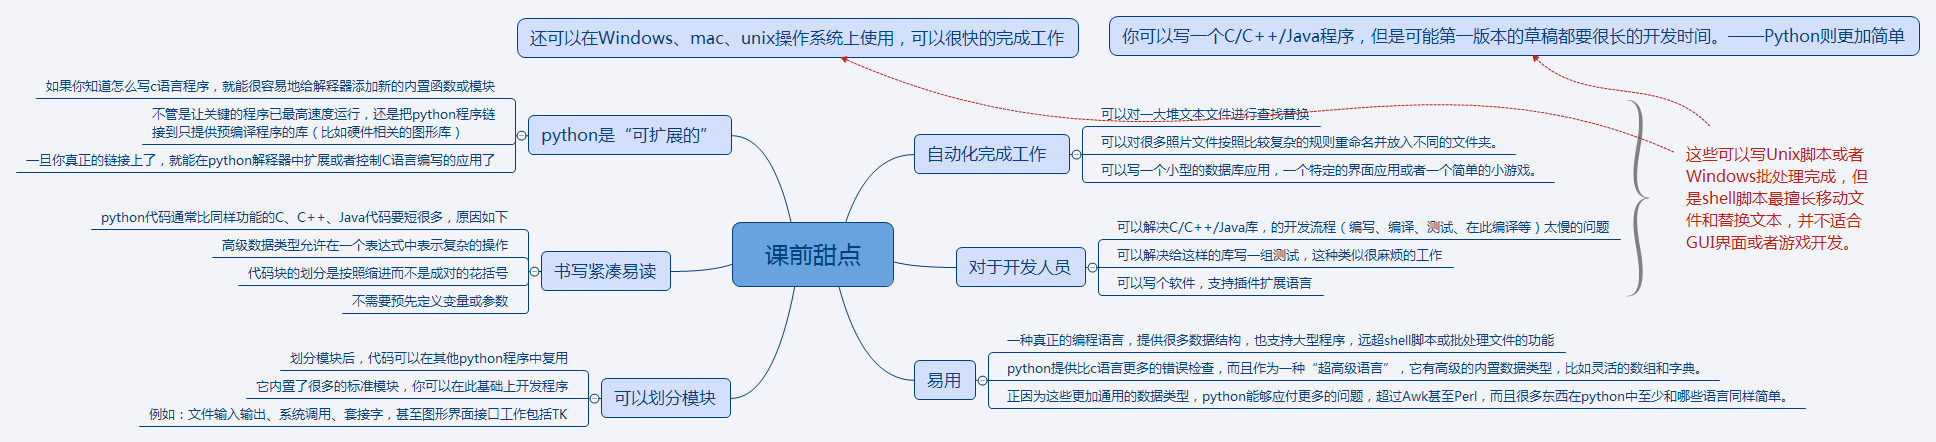 还可以在Windows、mac、unix操作系统上使用，可以很快的完成工作
你可以写一个C/C++/Java程序，但是可能第一版本的草稿都要很长的开发时间。——Python则更加简单
如果你知道怎么写c语言程序，就能很容易地给解释器添加新的内置函数或模块
不管是让关键的程序已最高速度运行，还是把python程序链
接到只提供预编译程序的库（比如硬件相关的图形库）
一旦你真正的链接上了，就能在python解释器中扩展或者控制C语言编写的应用了
python是“可扩展的”
python代码通常比同样功能的C、C++、Java代码要短很多，原因如下
高级数据类型允许在一个表达式中表示复杂的操作
代码块的划分是按照缩进而不是成对的花括号
不需要预先定义变量或参数
书写紧凑易读
划分模块后，代码可以在其他python程序中复用
它内置了很多的标准模块，你可以在此基础上开发程序
例如：文件输入输出、系统调用、套接字，甚至图形界面接口工作包括TK
可以划分模块
课前甜点
自动化完成工作
可以对一大堆文本文件进行查找替换
可以对很多照片文件按照比较复杂的规则重命名并放入不同的文件夹。
可以写一个小型的数据库应用，一个特定的界面应用或者一个简单的小游戏。
对于开发人员
可以解决C/C++/Java库，的开发流程（编写、编译、测试、在此编译等）太慢的问题
可以解决给这样的库写一组测试，这种类似很麻烦的工作
可以写个软件，支持插件扩展语言
这些可以写Unix脚本或者
Windows批处理完成，但
是shell脚本最擅长移动文
件和替换文本，并不适合
GUI界面或者游戏开发。
易用
一种真正的编程语言，提供很多数据结构，也支持大型程序，远超shell脚本或批处理文件的功能
python提供比c语言更多的错误检查，而且作为一种“超高级语言”，它有高级的内置数据类型，比如灵活的数组和字典。
正因为这些更加通用的数据类型，python能够应付更多的问题，超过Awk甚至Perl，而且很多东西在python中至少和哪些语言同样简单。